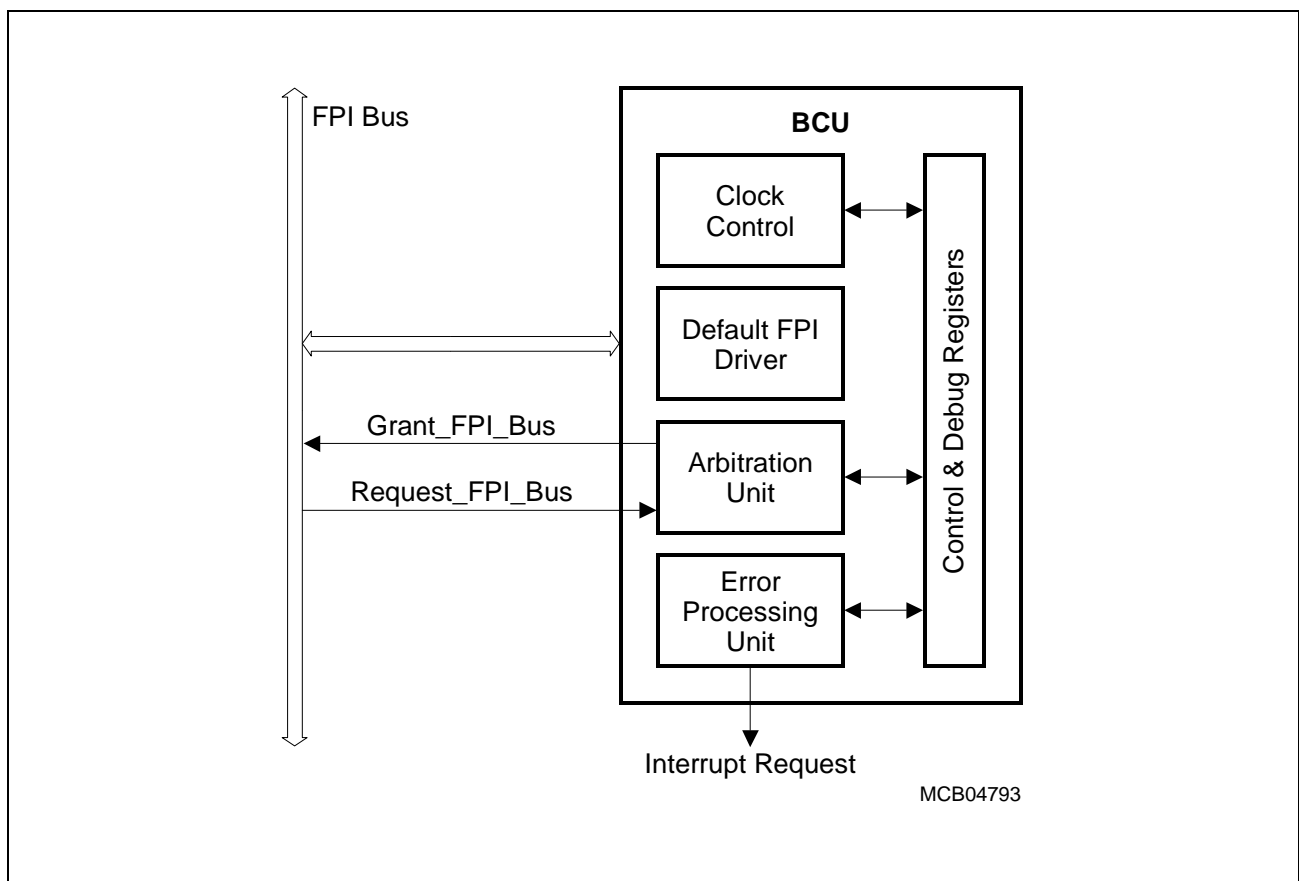 FPI Bus
BCU
Clock
Control
Default FPI
Driver
Grant_FPI_Bus
Arbitration
Unit
Request_FPI_Bus
Error
Processing
Unit
Control & Debug Registers
Interrupt Request
MCB04793